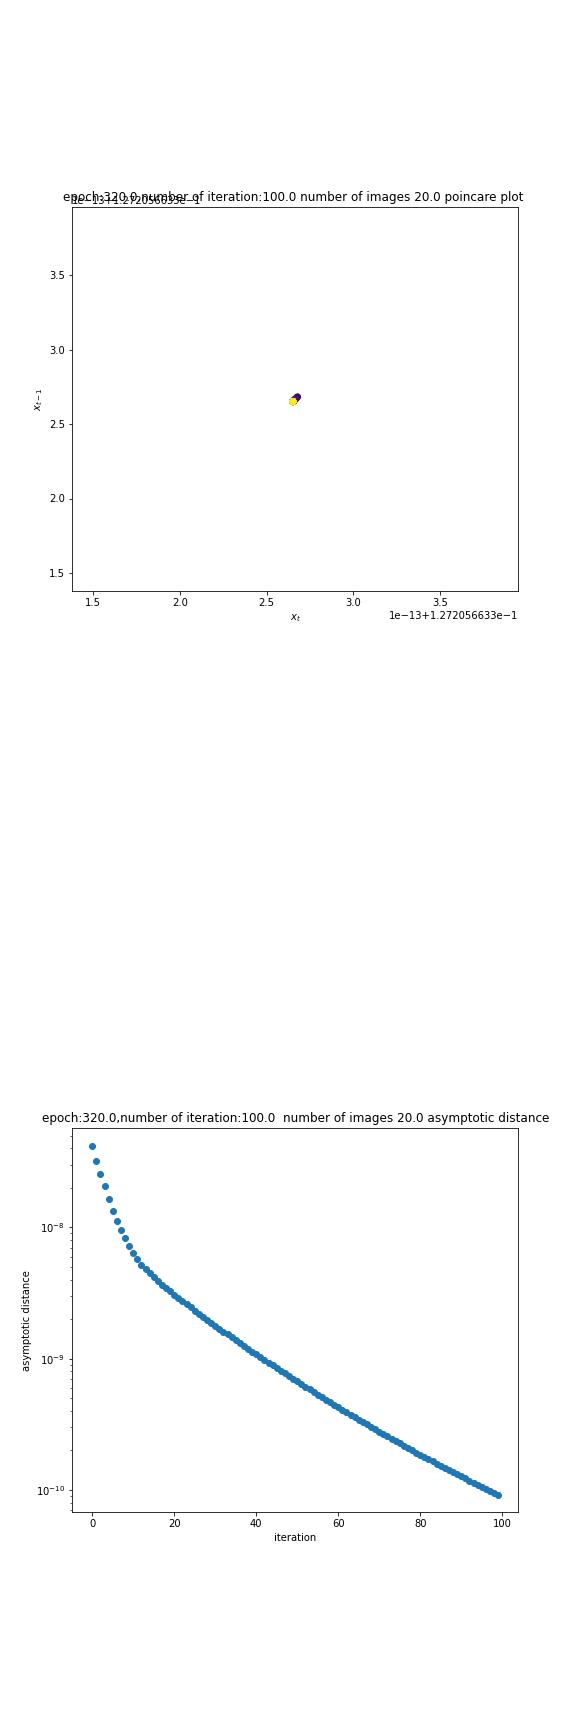 epoch:320.0,number of iteration:100.0 number of images 20.0 poincare plot
1e−13+1.272056633e−1
3.5
3.0
2.5
2.0
1.5
x_{t−1}
1.5 2.0 2.5 3.0 3.5
x_t
1e−13+1.272056633e−1
epoch:320.0,number of iteration:100.0  number of images 20.0 asymptotic distance
10^{−8}
10^{−9}
10^{−10}
asymptotic distance
0 20 40 60 80 100
iteration